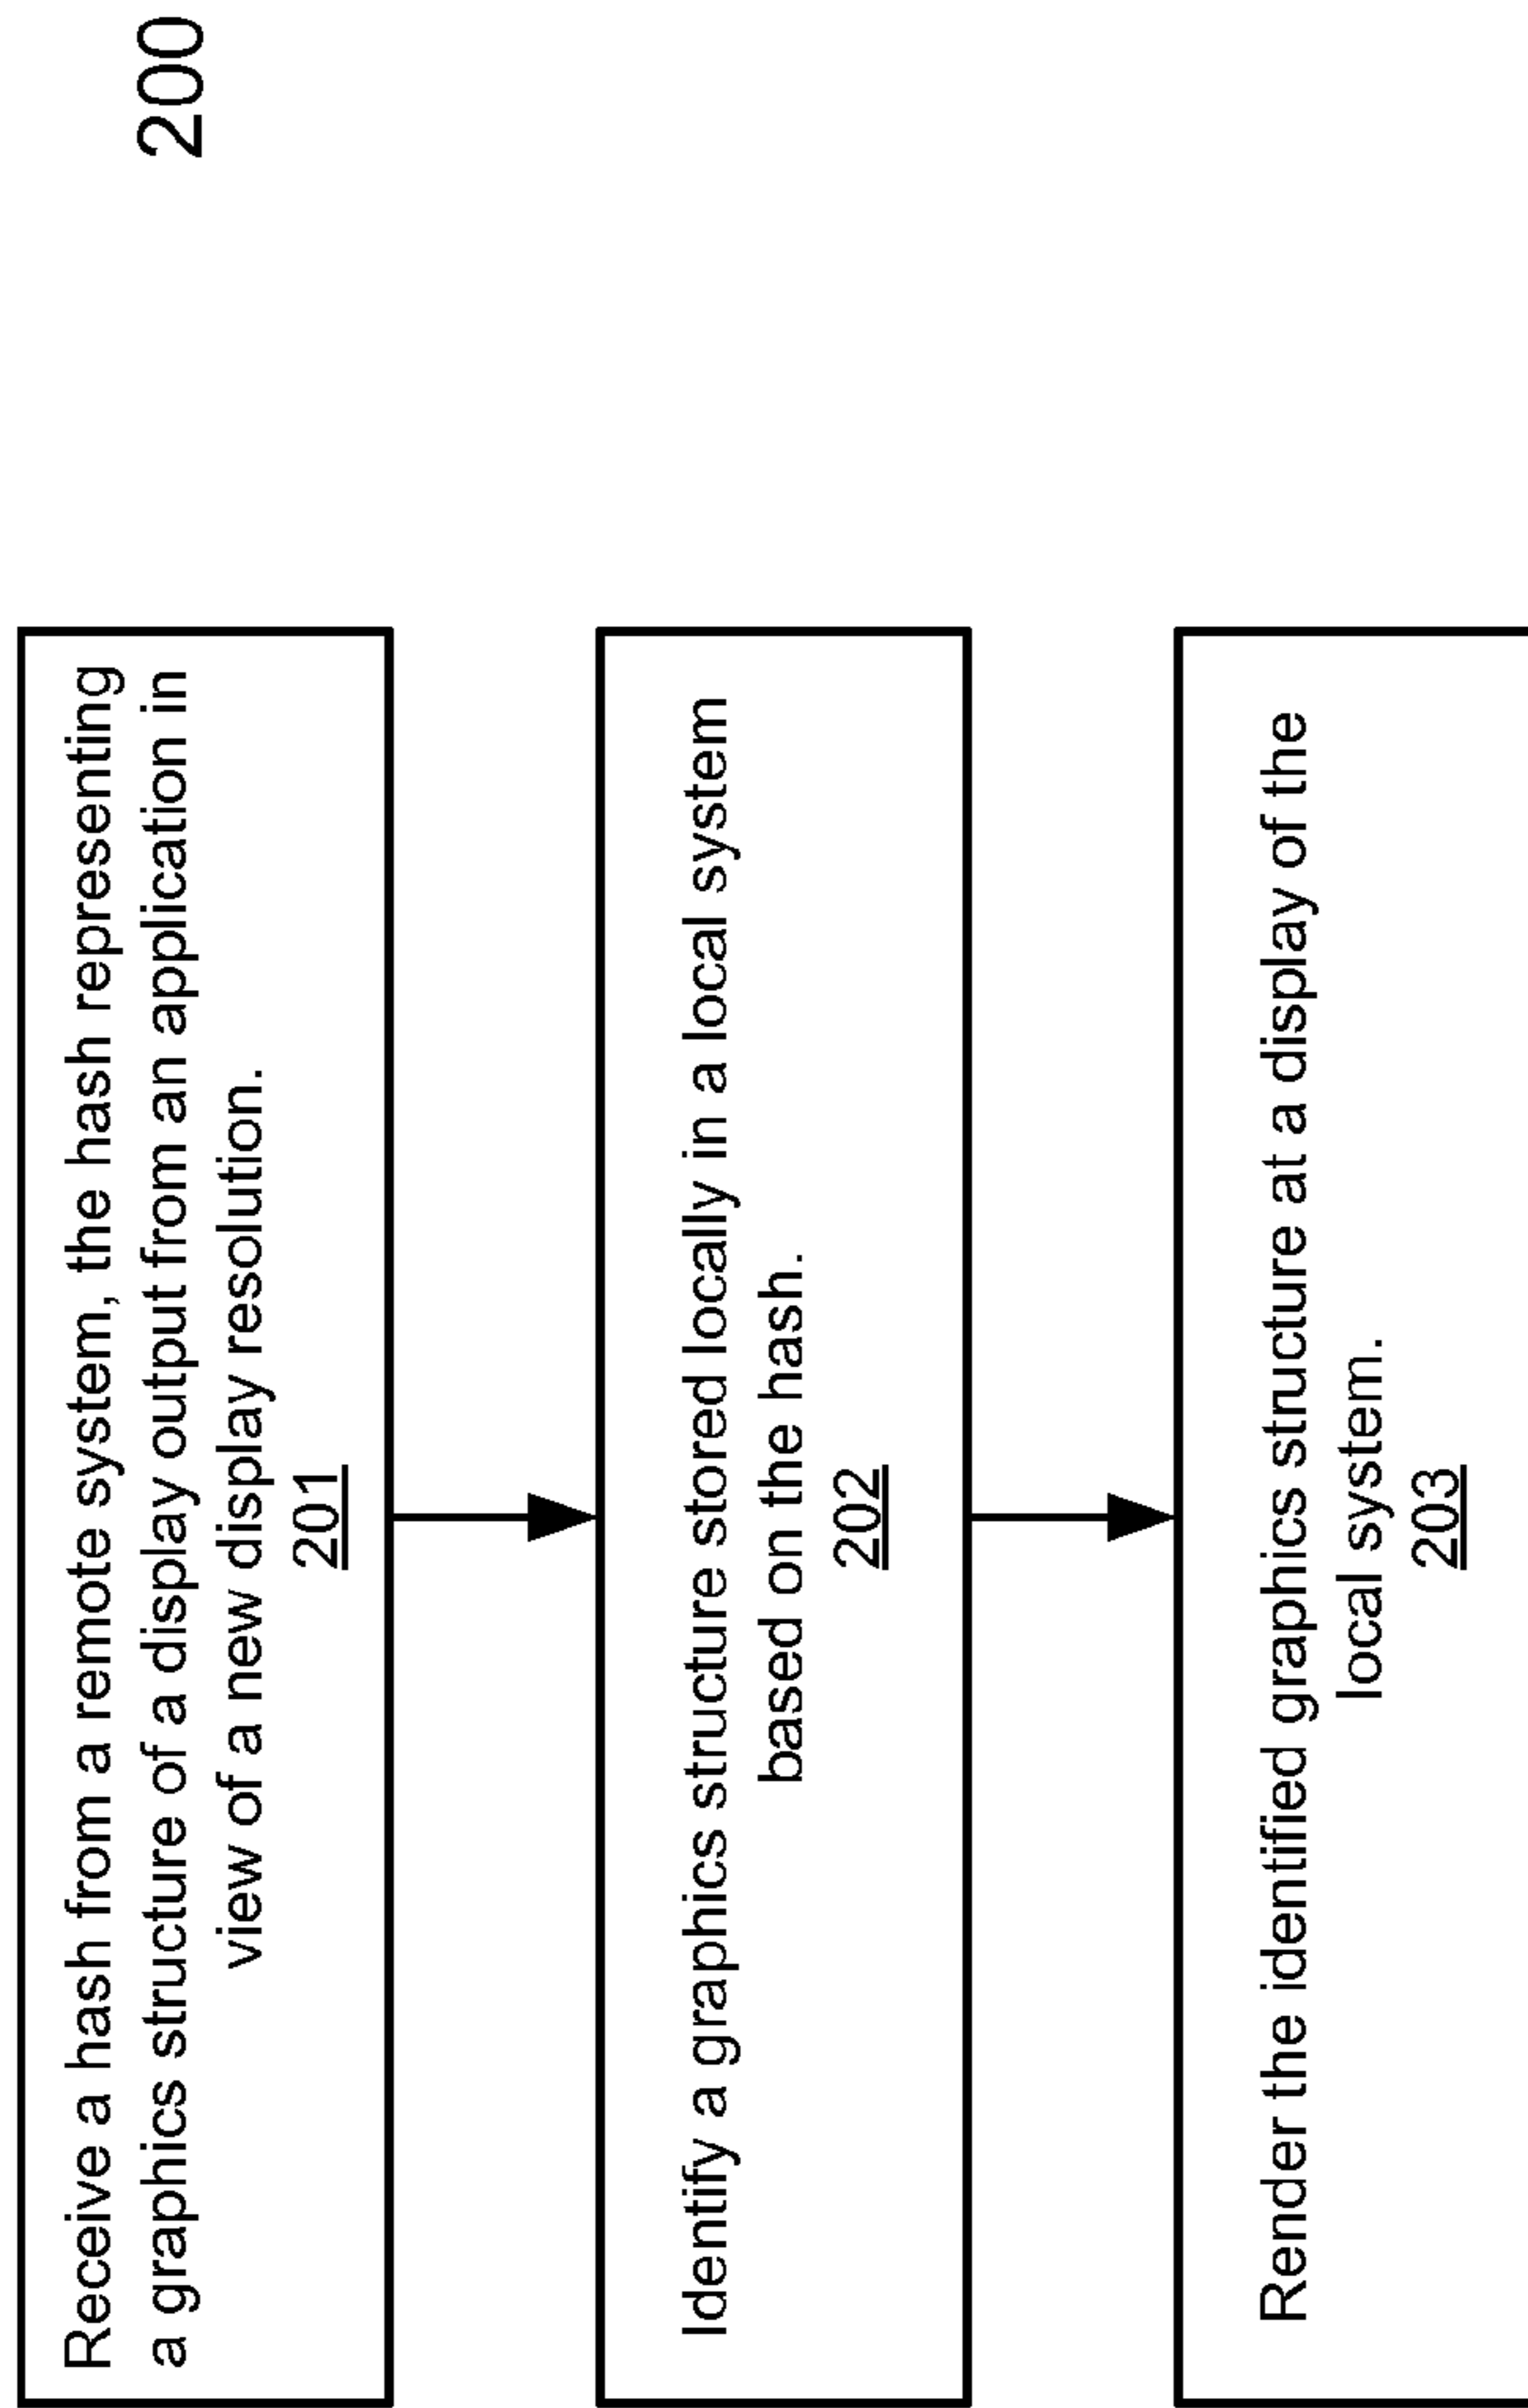 200
Receive a hash from a remote system, the hash representing
a graphics structure of a display output from an application in
view of a new display resolution.
201
Identify a graphics structure stored locally in a local system
based on the hash.
202
Render the identified graphics structure at a display of the
local system.
203